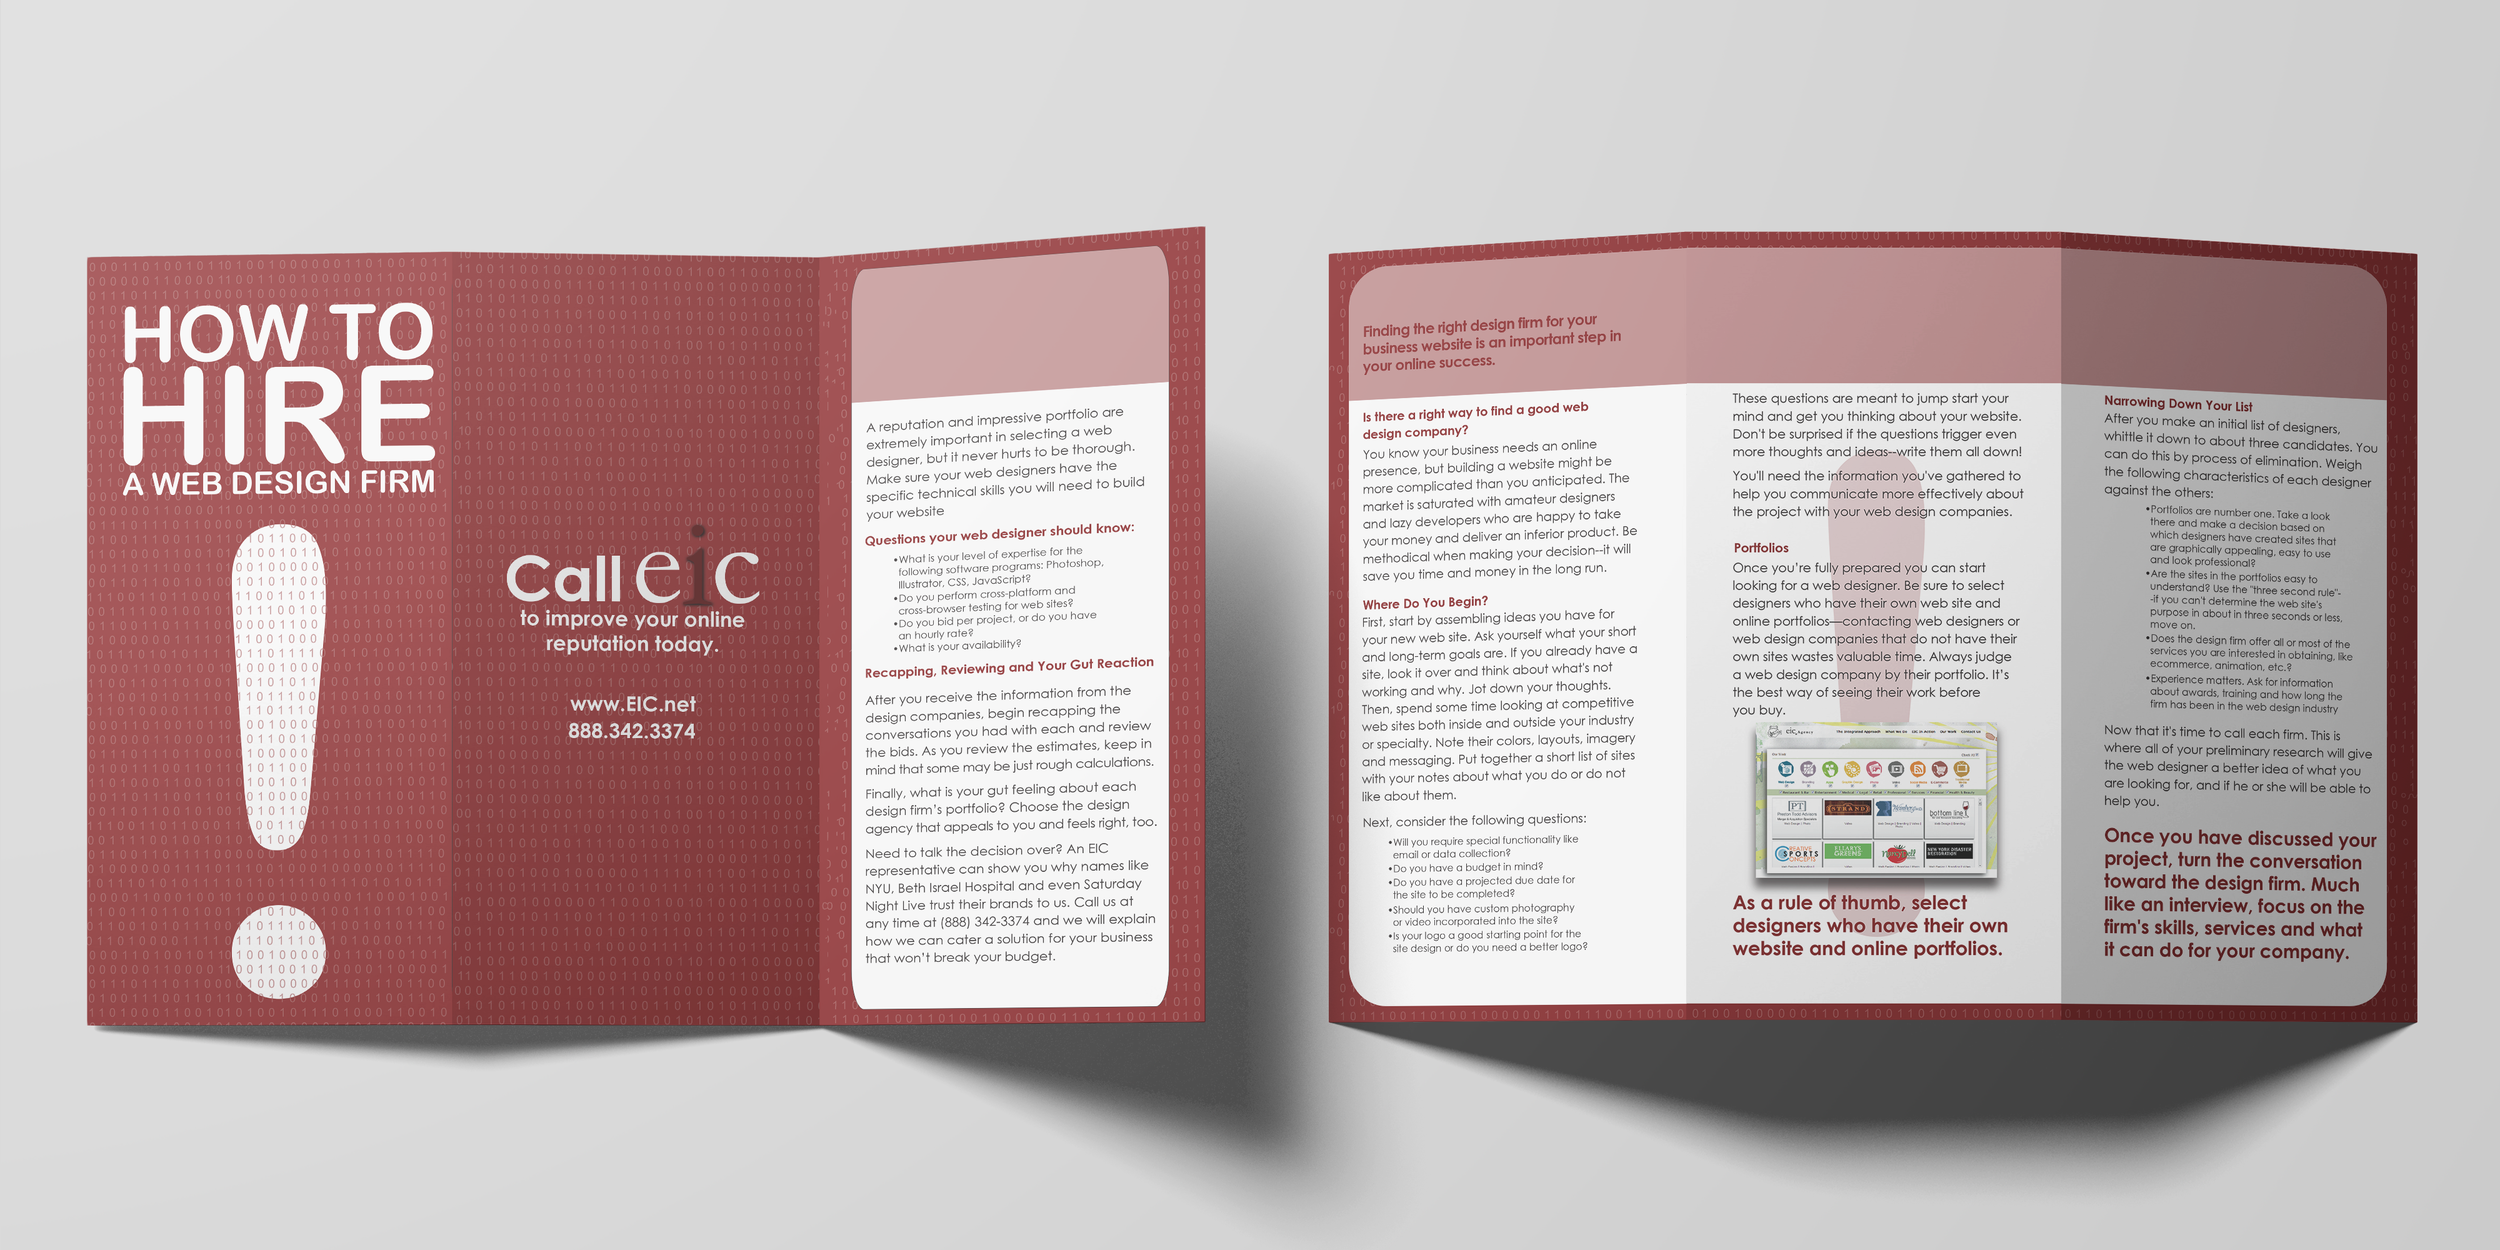 HOW TO
HIRE
A WEB DESIGN FIRM
Call eic
to improve your online
reputation today.
www.EIC.net
888.342.3374
A reputation and impressive portfolio are
extremely important in selecting a web
designer, but it never hurts to be thorough.
Make sure your web designers have the
specific technical skills you will need to build
your website
Questions your web designer should know:
•What is your level of expertise for the
following software programs: Photoshop,
Illustrator, CSS, JavaScript?
•Do you perform cross-platform and
cross-browser testing for web sites?
•Do you bid per project, or do you have
an hourly rate?
•What is your availability?
Recapping, Reviewing and Your Gut Reaction
After you receive the information from the
design companies, begin recapping the
conversations you had with each and review
the bids. As you review the estimates, keep in
mind that some may be just rough calculations.
Finally, what is your gut feeling about each
design firm's portfolio? Choose the design
agency that appeals to you and feels right, too.
Need to talk the decision over? An EIC
representative can show you why names like
NYU, Beth Israel Hospital and even Saturday
Night Live trust their brands to us. Call us at
any time at (888) 342-3374 and we will explain
how we can cater a solution for your business
that won't break your budget.
Finding the right design firm for your
business website is an important step in
your online success.
Is there a right way to find a good web
design company?
You know your business needs an online
presence, but building a website might be
more complicated than you anticipated. The
market is saturated with amateur designers
and lazy developers who are happy to take
your money and deliver an inferior product. Be
methodical when making your decision--it will
save you time and money in the long run.
Where Do You Begin?
First, start by assembling ideas you have for
your new web site. Ask yourself what your short
and long-term goals are. If you already have a
site, look it over and think about what's not
working and why. Jot down your thoughts.
Then, spend some time looking at competitive
web sites both inside and outside your industry
or specialty. Note their colors, layouts, imagery
and messaging. Put together a short list of sites
with your notes about what you do or do not
like about them.
Next, consider the following questions:
•Will you require special functionality like
email or data collection?
•Do you have a budget in mind?
•Do you have a projected due date for
the site to be completed?
•Should you have custom photography
or video incorporated into the site?
•Is your logo a good starting point for the
site design or do you need a better logo?
These questions are meant to jump start your
mind and get you thinking about your website.
Don't be surprised if the questions trigger even
more thoughts and ideas--write them all down!
You'll need the information you've gathered to
help you communicate more effectively about
the project with your web design companies.
Portfolios
Once you're fully prepared you can start
looking for a web designer. Be sure to select
designers who have their own web site and
online portfolios—contacting web designers or
web design companies that do not have their
own sites wastes valuable time. Always judge
a web design company by their portfolio. It's
the best way of seeing their work before
you buy.
eic Agency The Integrated Approach What We Do EIC In Action Our Work Contact Us
PT STRAND bottom line
CREATIVE SPORTS CONCEPTS ELLARYS GREENS NEW YORK DISASTER RESTORATION
As a rule of thumb, select
designers who have their own
website and online portfolios.
Narrowing Down Your List
After you make an initial list of designers,
whittle it down to about three candidates. You
can do this by process of elimination. Weigh
the following characteristics of each designer
against the others:
•Portfolios are number one. Take a look
there and make a decision based on
which designers have created sites that
are graphically appealing, easy to use
and look professional?
•Are the sites in the portfolios easy to
understand? Use the "three second rule"-
-if you can't determine the web site's
purpose in about in three seconds or less,
move on.
•Does the design firm offer all or most of the
services you are interested in obtaining, like
ecommerce, animation, etc.?
•Experience matters. Ask for information
about awards, training and how long the
firm has been in the web design industry
Now that it's time to call each firm. This is
where all of your preliminary research will give
the web designer a better idea of what you
are looking for, and if he or she will be able to
help you.
Once you have discussed your
project, turn the conversation
toward the design firm. Much
like an interview, focus on the
firm's skills, services and what
it can do for your company.